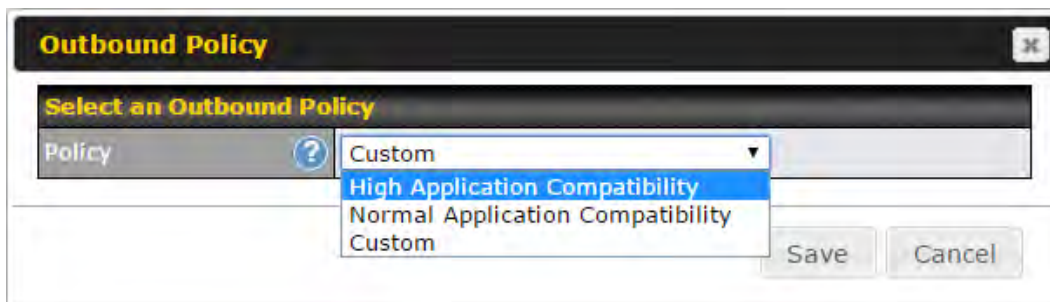 Outbound Policy
Select an Outbound Policy
Policy ? Custom
High Application Compatibility
Normal Application Compatibility
Custom
Save Cancel